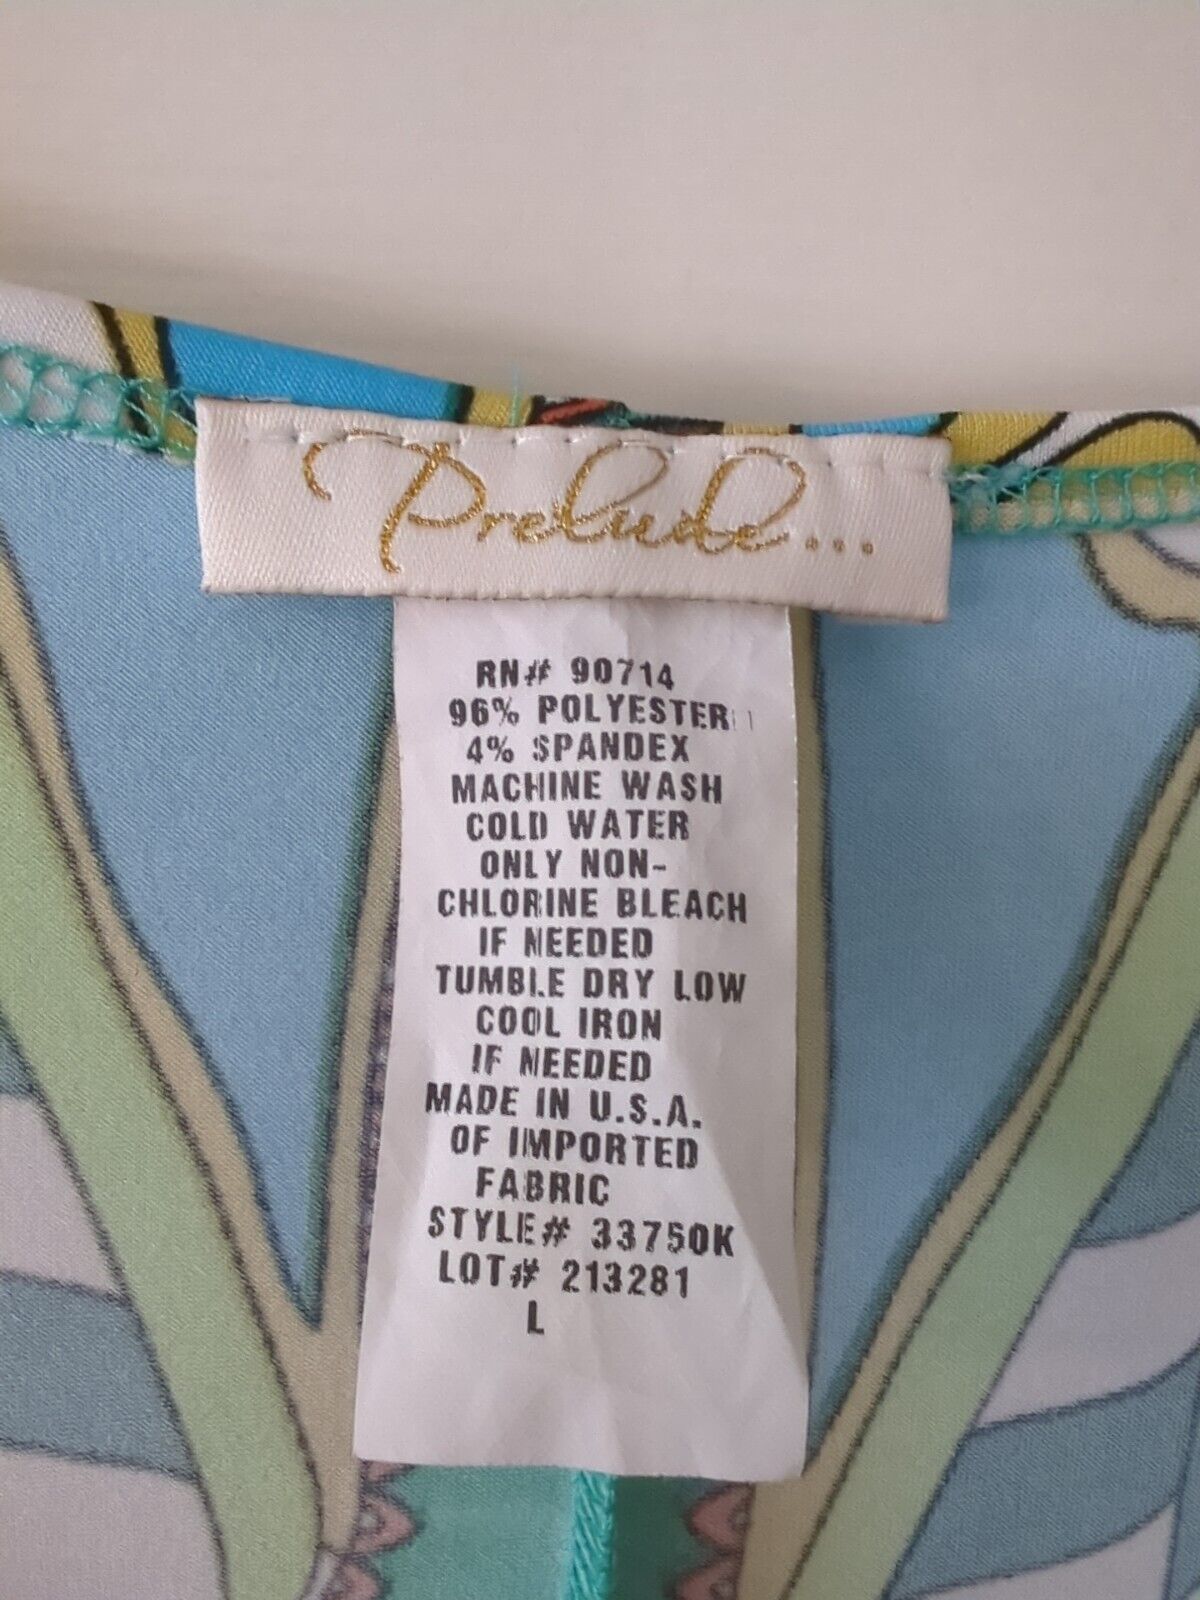 Prelude...
RN# 90714
96% POLYESTER
4% SPANDEX
MACHINE WASH
COLD WATER
ONLY NON-
CHLORINE BLEACH
IF NEEDED
TUMBLE DRY LOW
COOL IRON
IF NEEDED
MADE IN U.S.A.
OF IMPORTED
FABRIC
STYLE# 33750K
LOT# 213281
L